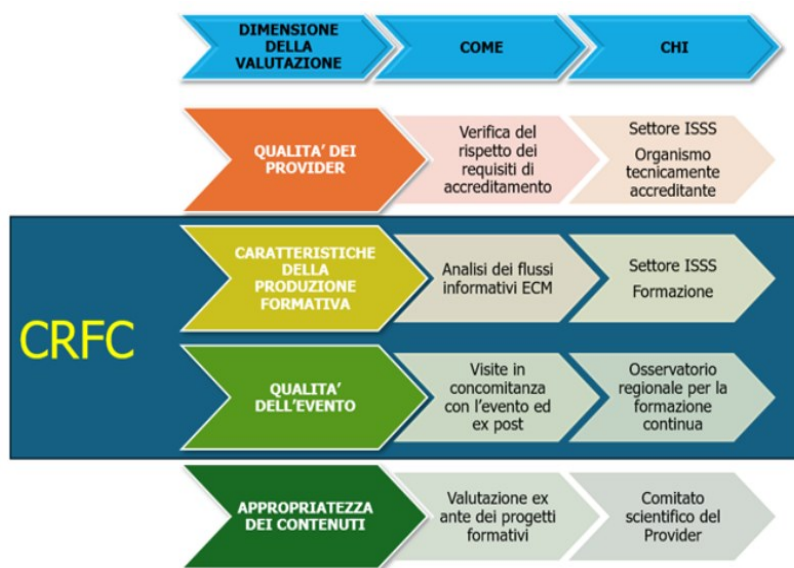 DIMENSIONE
DELLA
VALUTAZIONE
COME
CHI
QUALITA’ DEI
PROVIDER
Verifica del
rispetto dei
requisiti di
accreditamento
Settore ISSS
Organismo
tecnicamente
accreditante
CRFC
CARATTERISTICHE
DELLA
PRODUZIONE
FORMATIVA
Analisi dei flussi
informativi ECM
Settore ISSS
Formazione
QUALITA’
DELL’EVENTO
Visite in
concomitanza
con l’evento ed
ex post
Osservatorio
regionale per la
formazione
continua
APPROPRIATEZZA
DEI CONTENUTI
Valutazione ex
ante dei progetti
formativi
Comitato
scientifico del
Provider